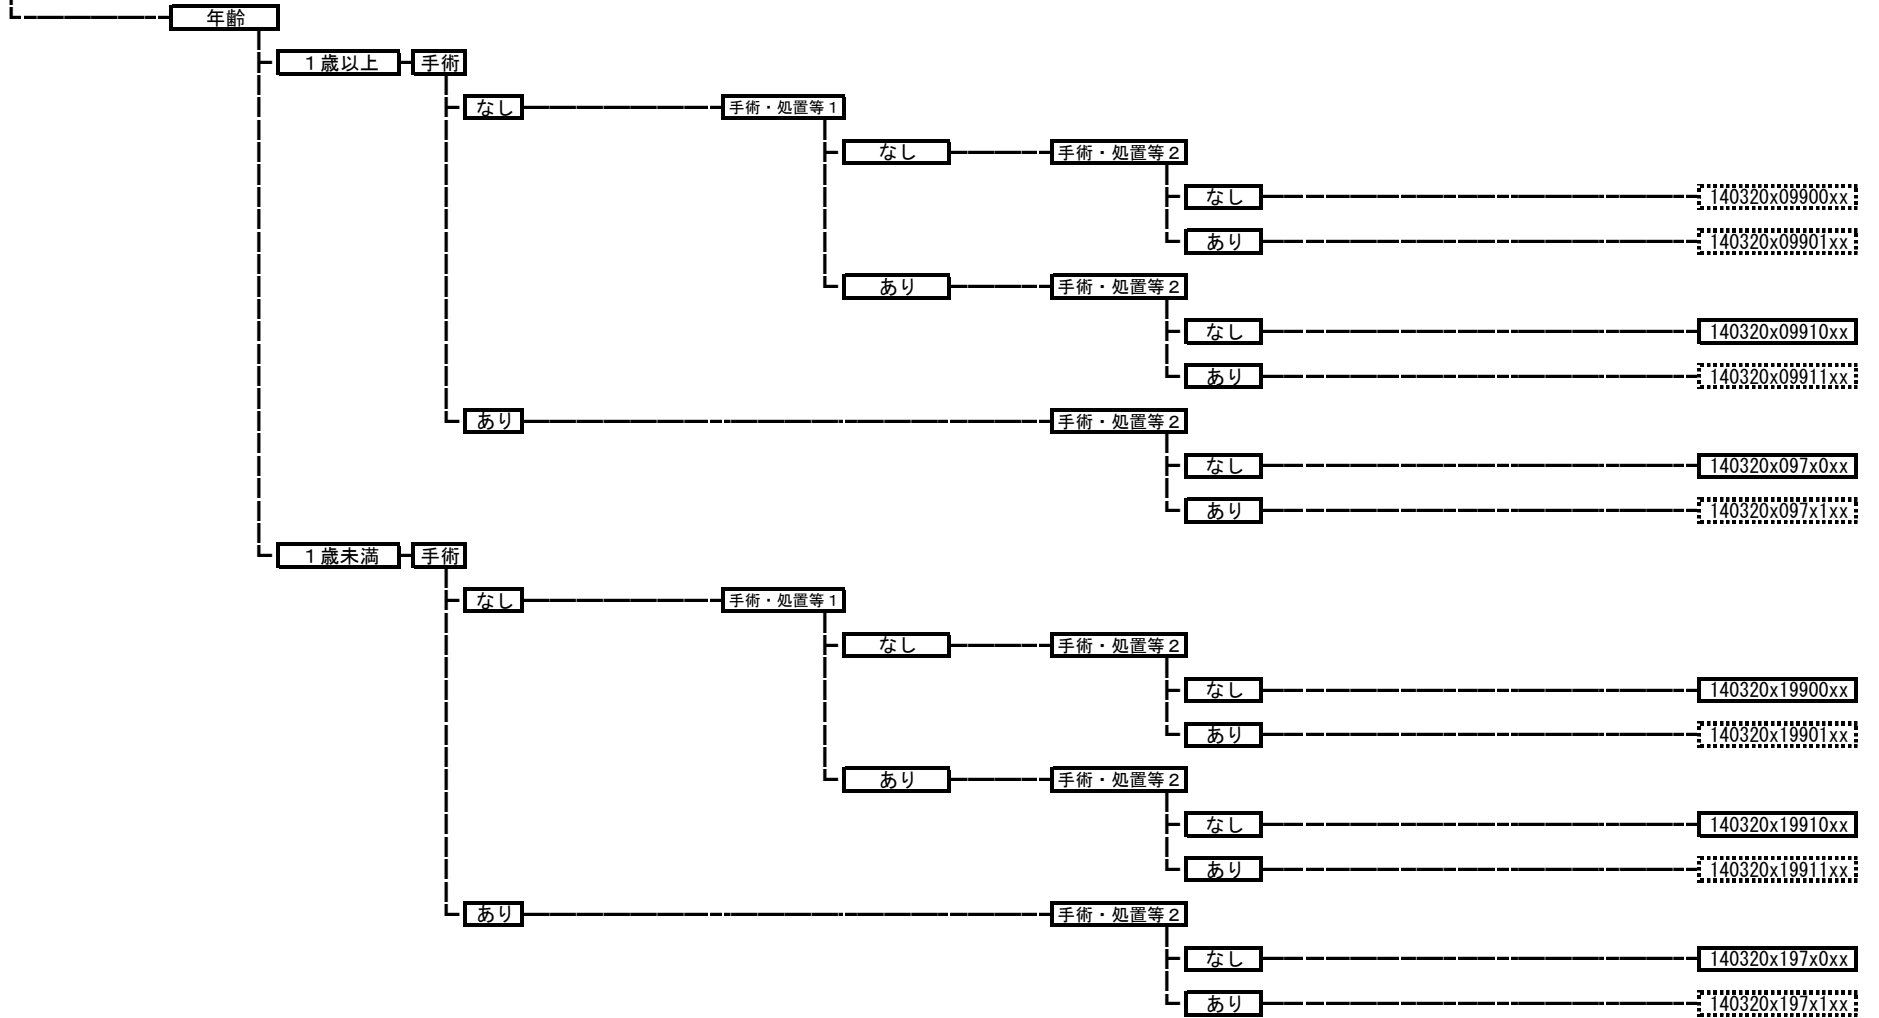 年齢
１歳以上 手術
なし 手術・処置等１
なし 手術・処置等２
なし 140320x09900xx
あり 140320x09901xx
あり 手術・処置等２
なし 140320x09910xx
あり 140320x09911xx
あり 手術・処置等２
なし 140320x097x0xx
あり 140320x097x1xx
１歳未満 手術
なし 手術・処置等１
なし 手術・処置等２
なし 140320x19900xx
あり 140320x19901xx
あり 手術・処置等２
なし 140320x19910xx
あり 140320x19911xx
あり 手術・処置等２
なし 140320x197x0xx
あり 140320x197x1xx